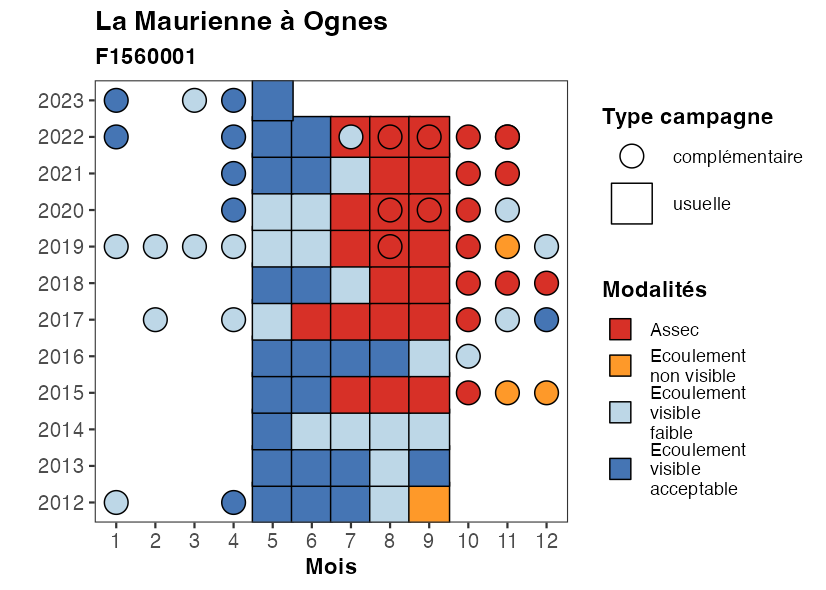 La Maurienne à Ognes
F1560001
2023
2022
2021
2020
2019
2018
2017
2016
2015
2014
2013
2012
1 2 3 4 5 6 7 8 9 10 11 12
Mois
Type campagne
complémentaire
usuelle
Modalités
Assec
Ecoulement
non visible
Ecoulement
visible
faible
Ecoulement
visible
acceptable